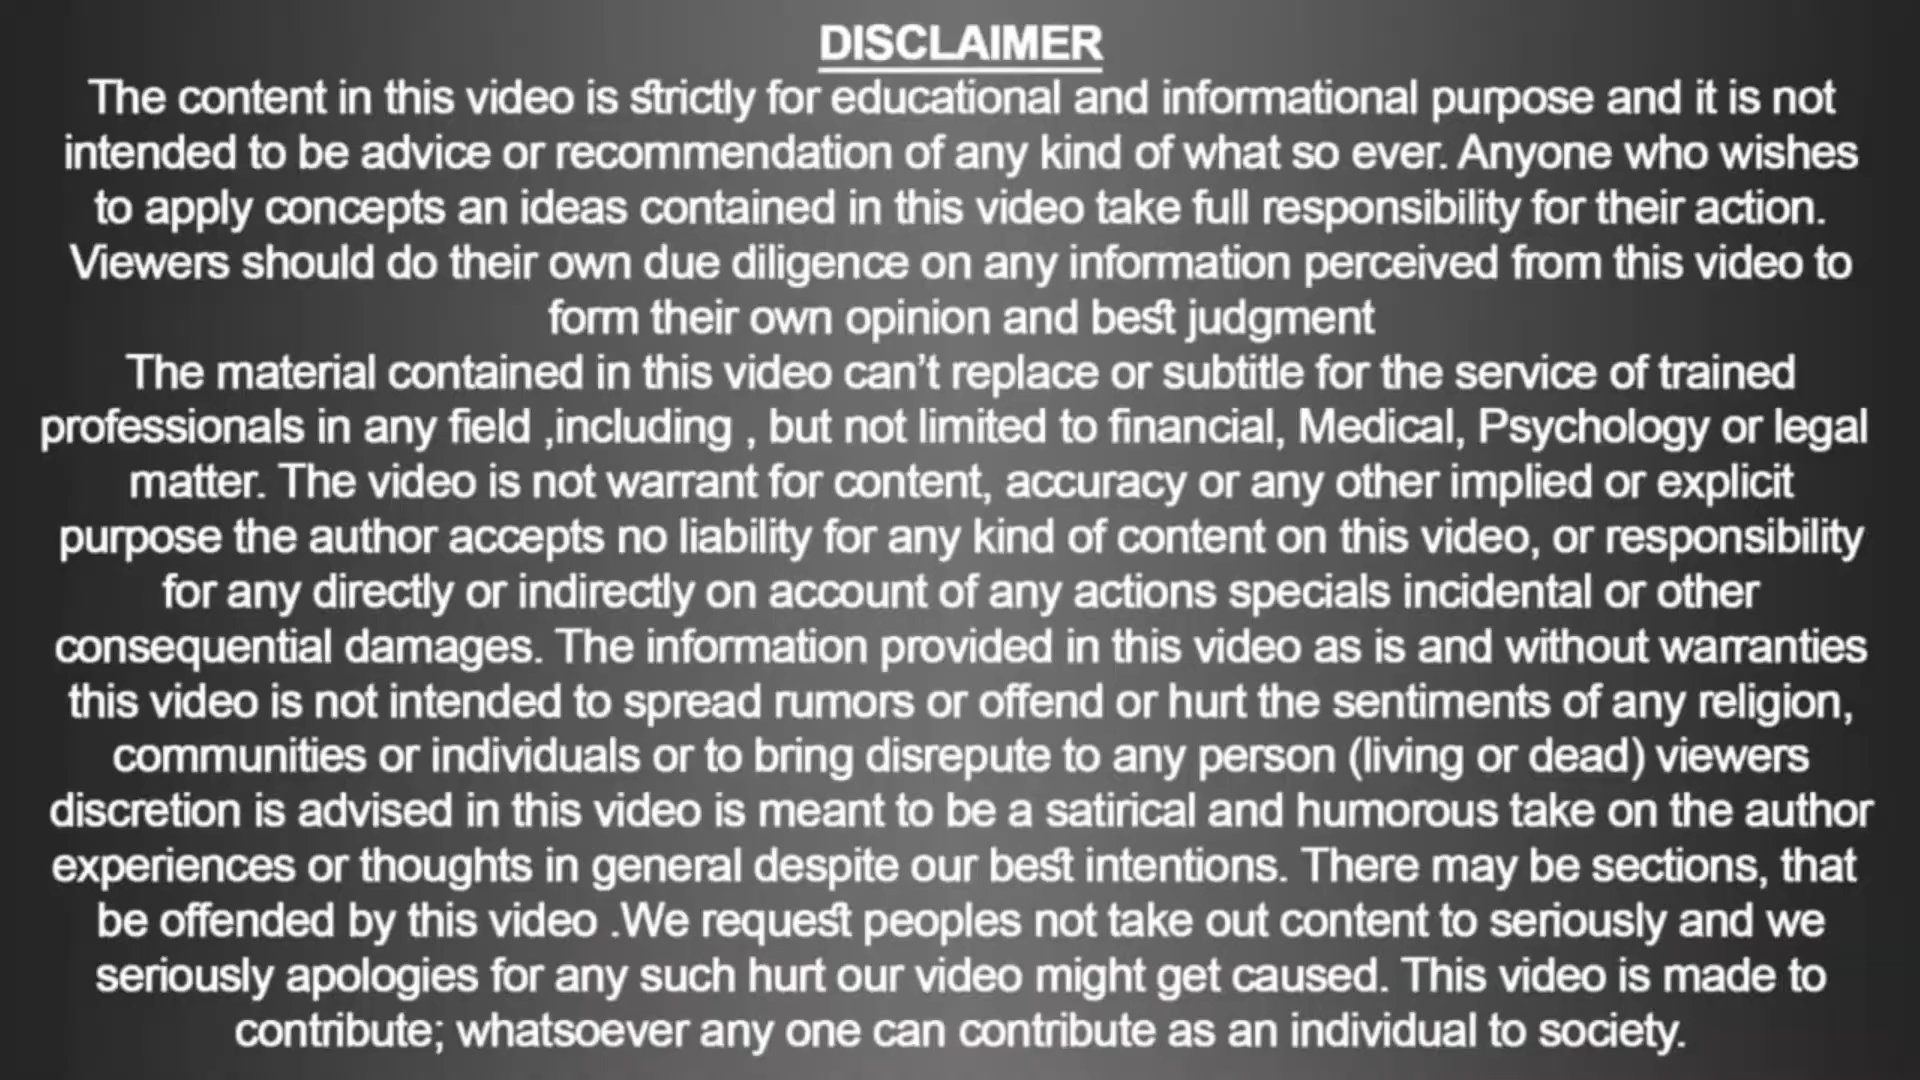 DISCLAIMER
The content in this video is strictly for educational and informational purpose and it is not
intended to be advice or recommendation of any kind of what so ever. Anyone who wishes
to apply concepts an ideas contained in this video take full responsibility for their action.
Viewers should do their own due diligence on any information perceived from this video to
form their own opinion and best judgment
The material contained in this video can’t replace or subtitle for the service of trained
professionals in any field ,including , but not limited to financial, Medical, Psychology or legal
matter. The video is not warrant for content, accuracy or any other implied or explicit
purpose the author accepts no liability for any kind of content on this video, or responsibility
for any directly or indirectly on account of any actions specials incidental or other
consequential damages. The information provided in this video as is and without warranties
this video is not intended to spread rumors or offend or hurt the sentiments of any religion,
communities or individuals or to bring disrepute to any person (living or dead) viewers
discretion is advised in this video is meant to be a satirical and humorous take on the author
experiences or thoughts in general despite our best intentions. There may be sections, that
be offended by this video .We request peoples not take out content to seriously and we
seriously apologies for any such hurt our video might get caused. This video is made to
contribute; whatsoever any one can contribute as an individual to society.